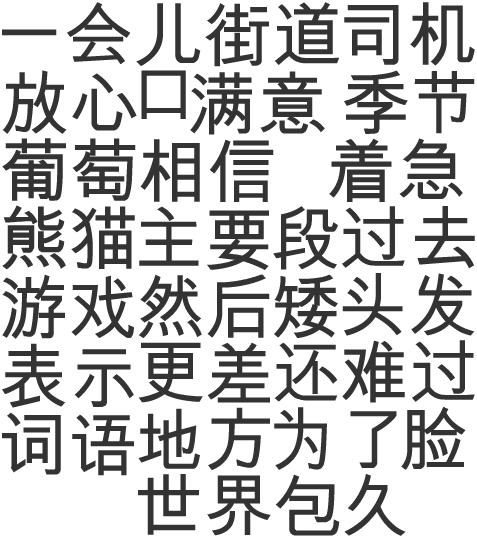 一会儿街道司机
放心口满意 季节
葡萄相信 着急
熊猫主要段过去
游戏然后矮头发
表示更差还难过
词语地方为了脸
世界包久